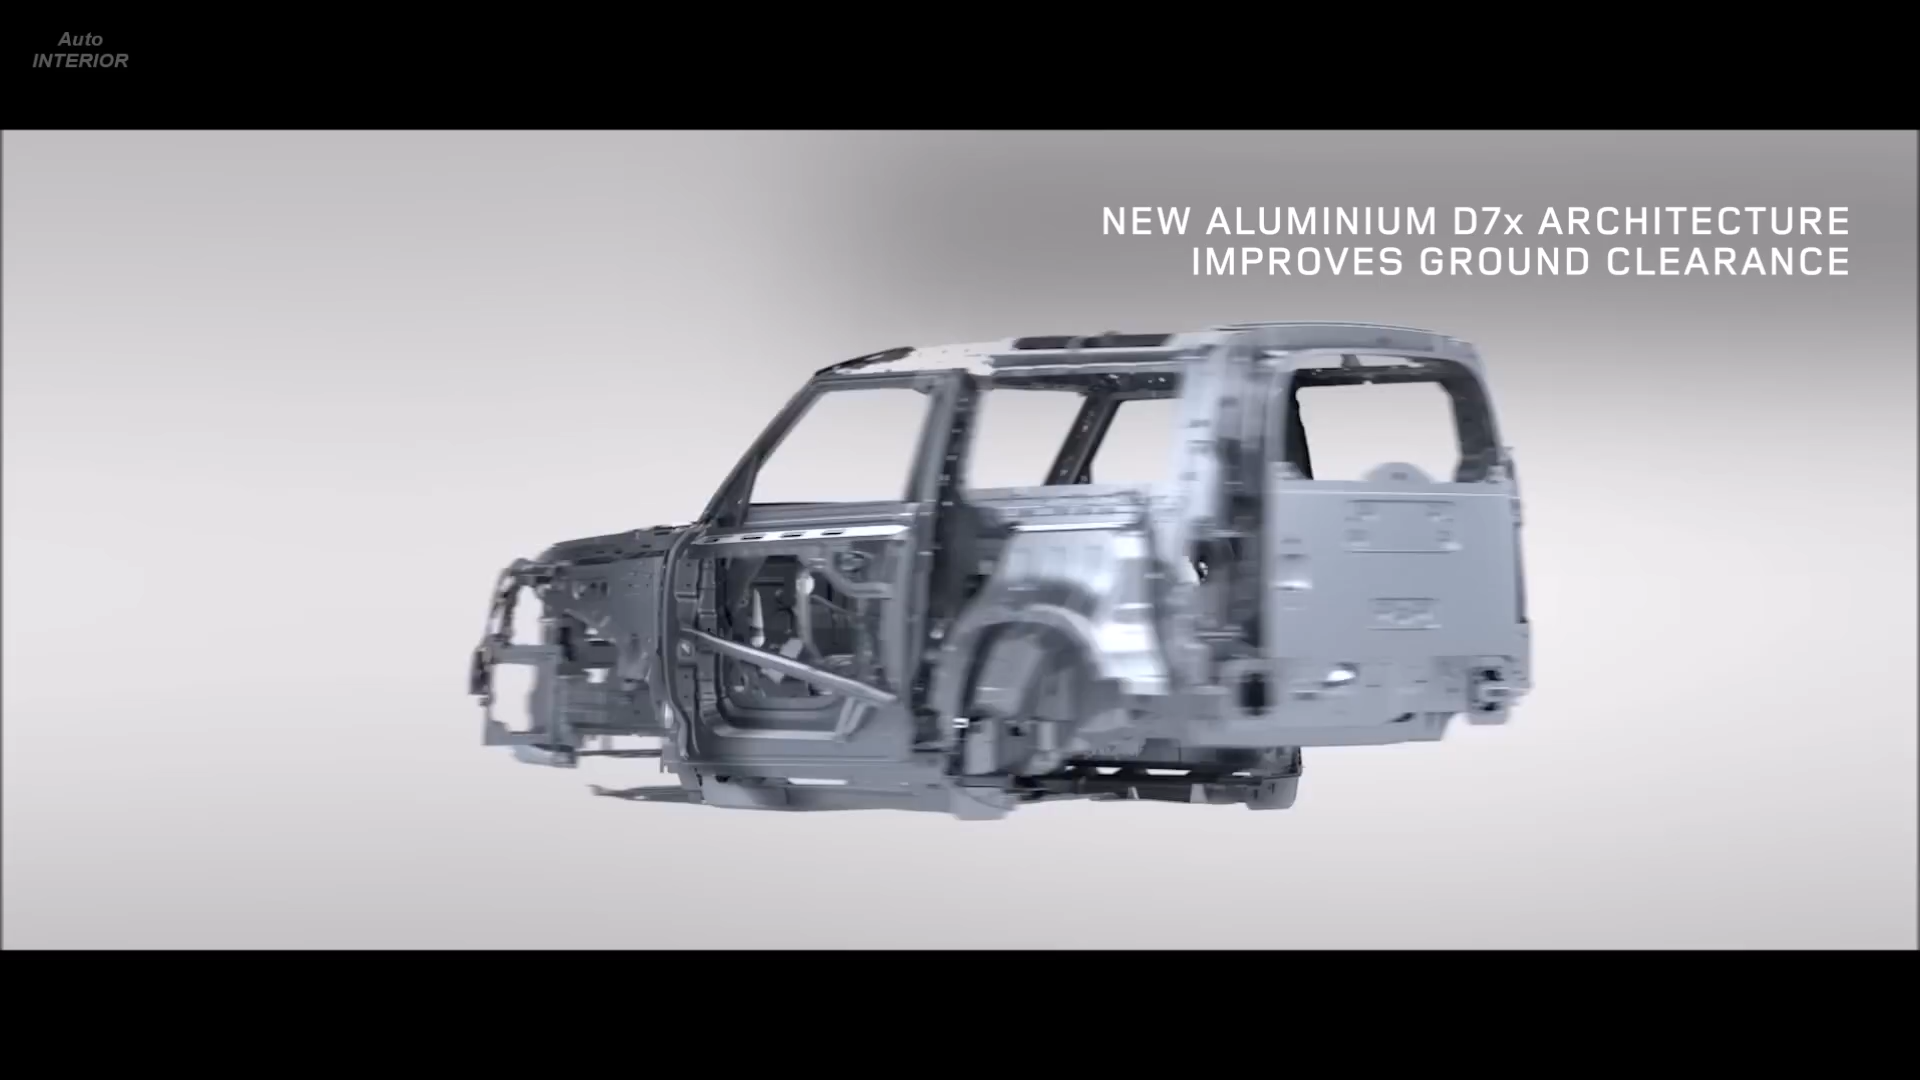 Auto
INTERIOR
NEW ALUMINIUM D7x ARCHITECTURE
IMPROVES GROUND CLEARANCE